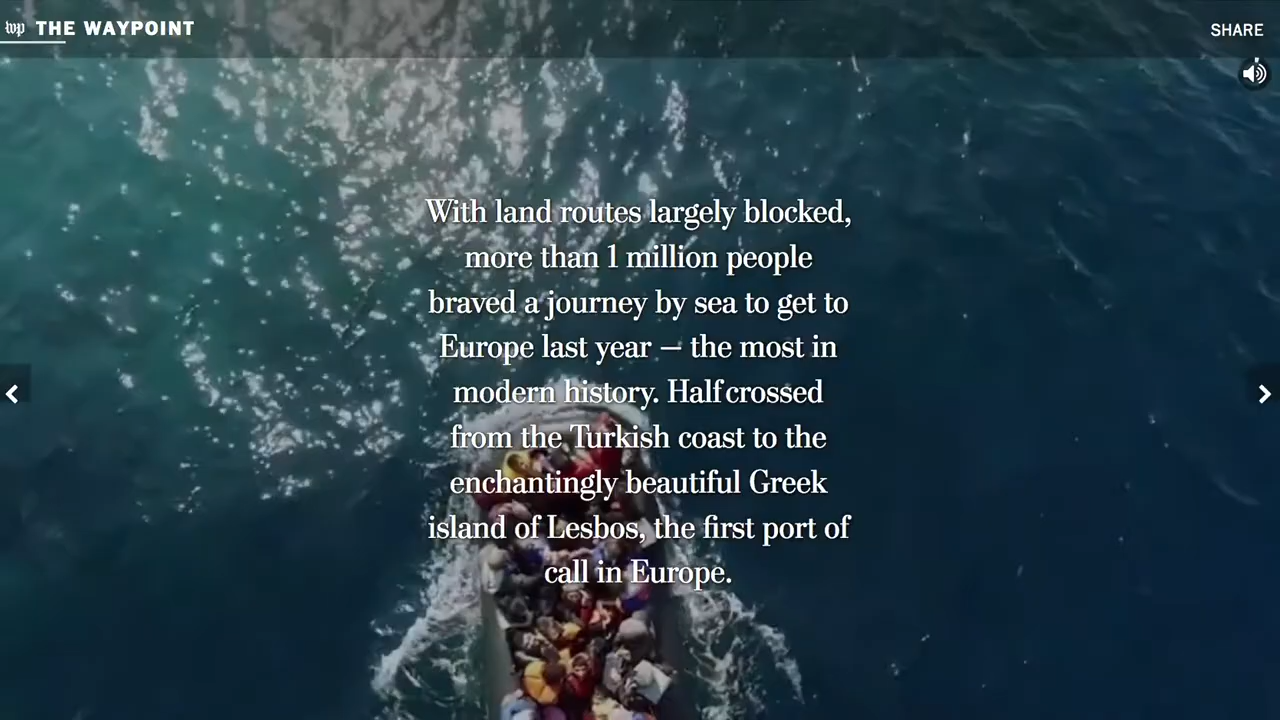 wp THE WAYPOINT
SHARE
With land routes largely blocked,
more than 1 million people
braved a journey by sea to get to
Europe last year — the most in
modern history. Half crossed
from the Turkish coast to the
enchantingly beautiful Greek
island of Lesbos, the first port of
call in Europe.